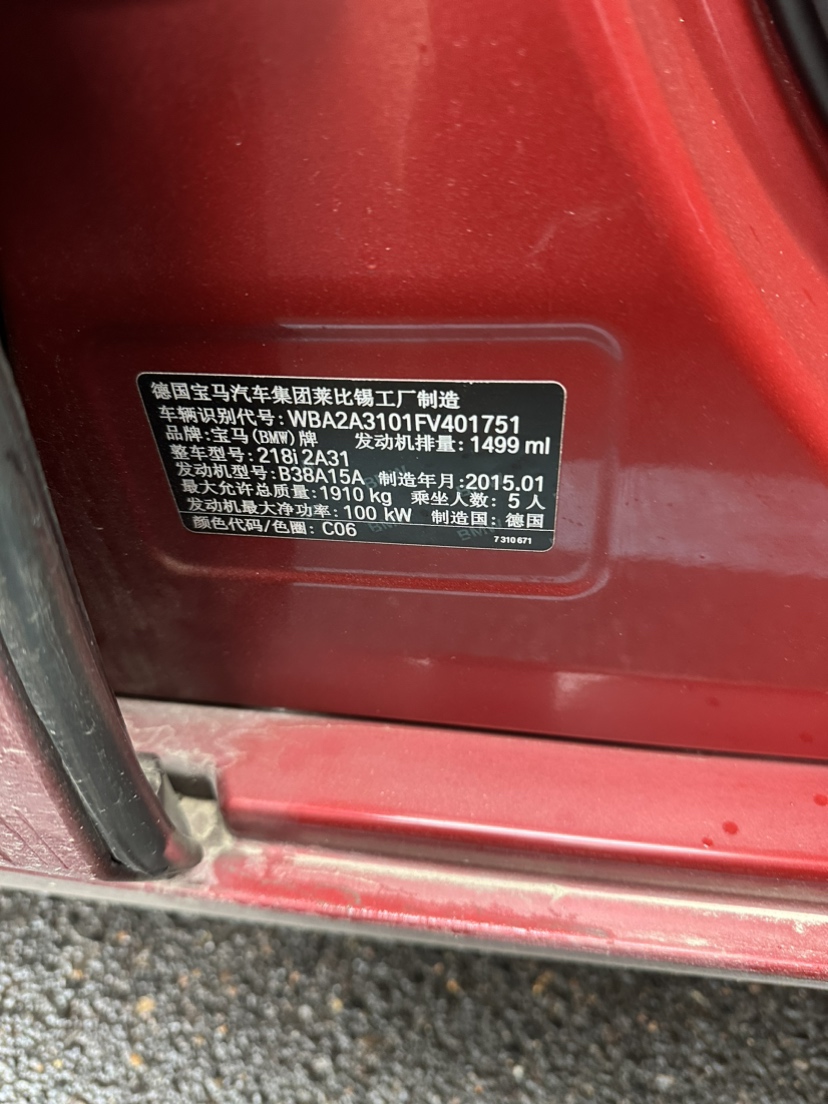 德国宝马汽车集团莱比锡工厂制造
车辆识别代号: WBA2A3101FV401751
品牌: 宝马(BMW)牌 发动机排量: 1499 ml
整车型号: 218i 2A31
发动机型号: B38A15A 制造年月: 2015.01
最大允许总质量: 1910 kg 乘坐人数: 5 人
发动机最大净功率: 100 kW 制造国: 德国
颜色代码/色圈: C06 7 310 671
BMW
BMW
BMW